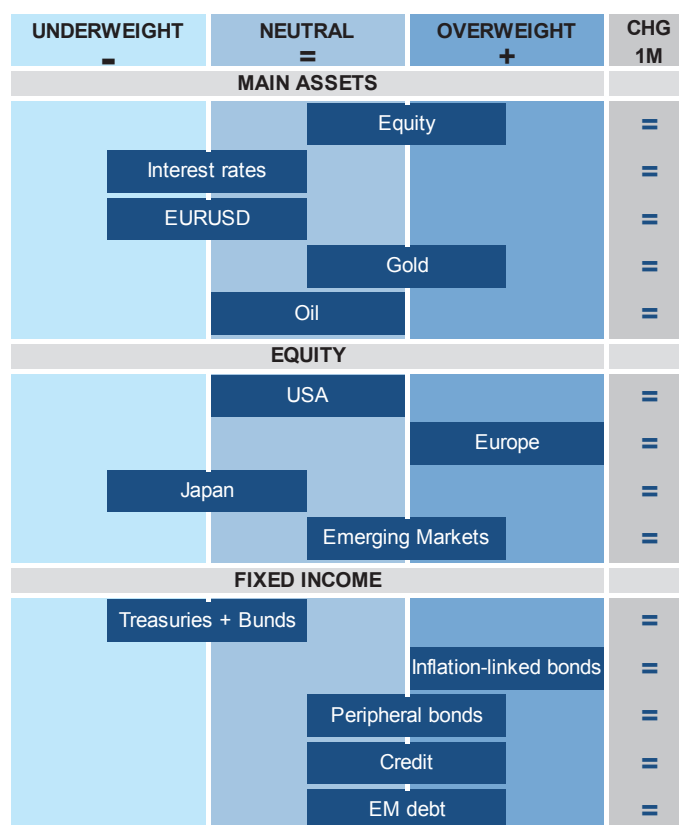 UNDERWEIGHT NEUTRAL OVERWEIGHT CHG
- = + 1M
MAIN ASSETS
Equity =
Interest rates =
EURUSD =
Gold =
Oil =
EQUITY
USA =
Europe =
Japan =
Emerging Markets =
FIXED INCOME
Treasuries + Bunds =
Inflation-linked bonds =
Peripheral bonds =
Credit =
EM debt =